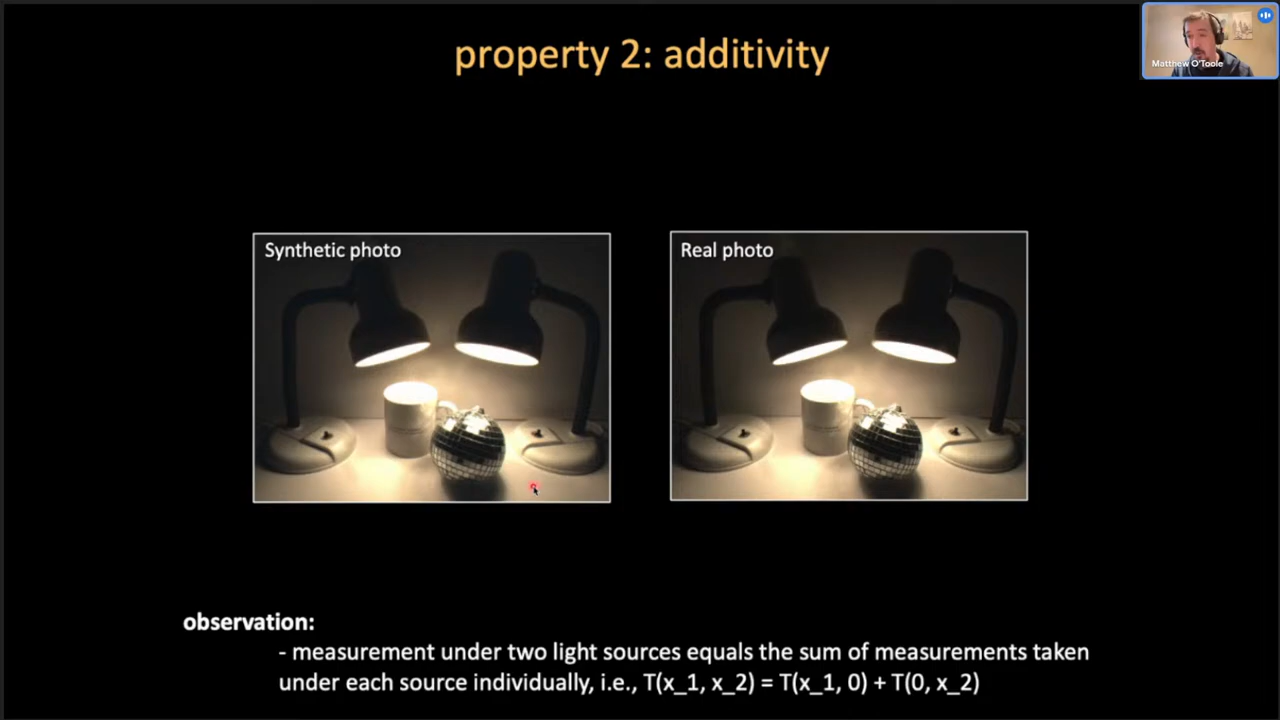 property 2: additivity
Matthew O'Toole
Synthetic photo
Real photo
observation:
- measurement under two light sources equals the sum of measurements taken
under each source individually, i.e., T(x_1, x_2) = T(x_1, 0) + T(0, x_2)